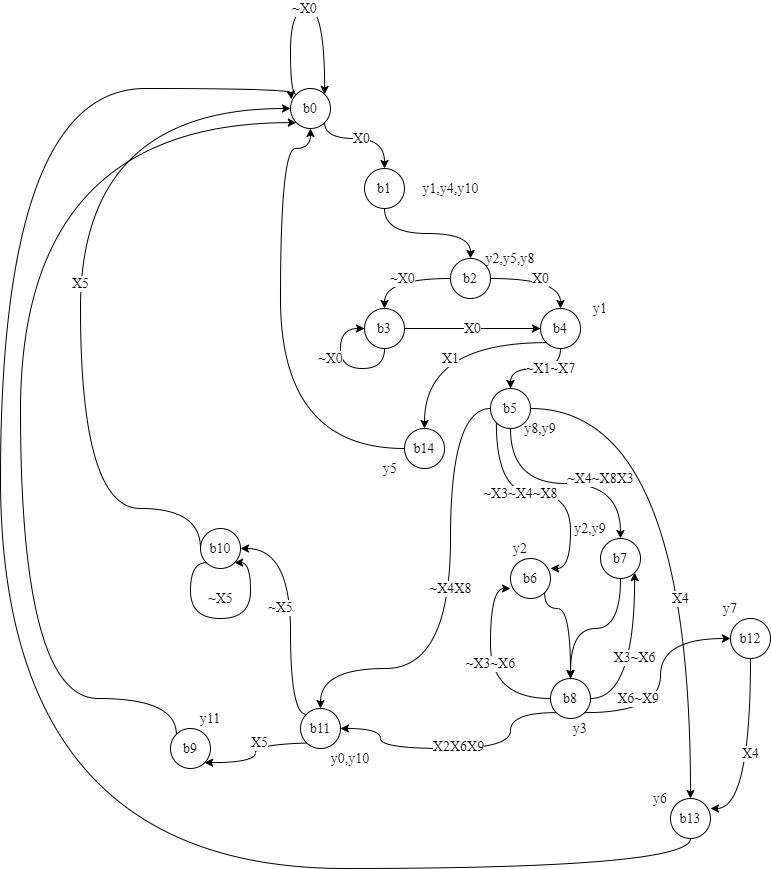 ~X0
b0
X0
b1
y1,y4,y10
y2,y5,y8
~X0
b2
X0
y1
b3
X0
b4
~X0
X1
~X1~X7
b5
y8,y9
b14
y5
X5
~X4~X8X3
~X3~X4~X8
y2,y9
b10
y2
b7
b6
~X5
~X5
~X4X8
X4
y7
b12
~X3~X6
X3~X6
X6~X9
b8
y3
y11
b11
b9
X5
y0,y10
X2X6X9
X4
y6
b13